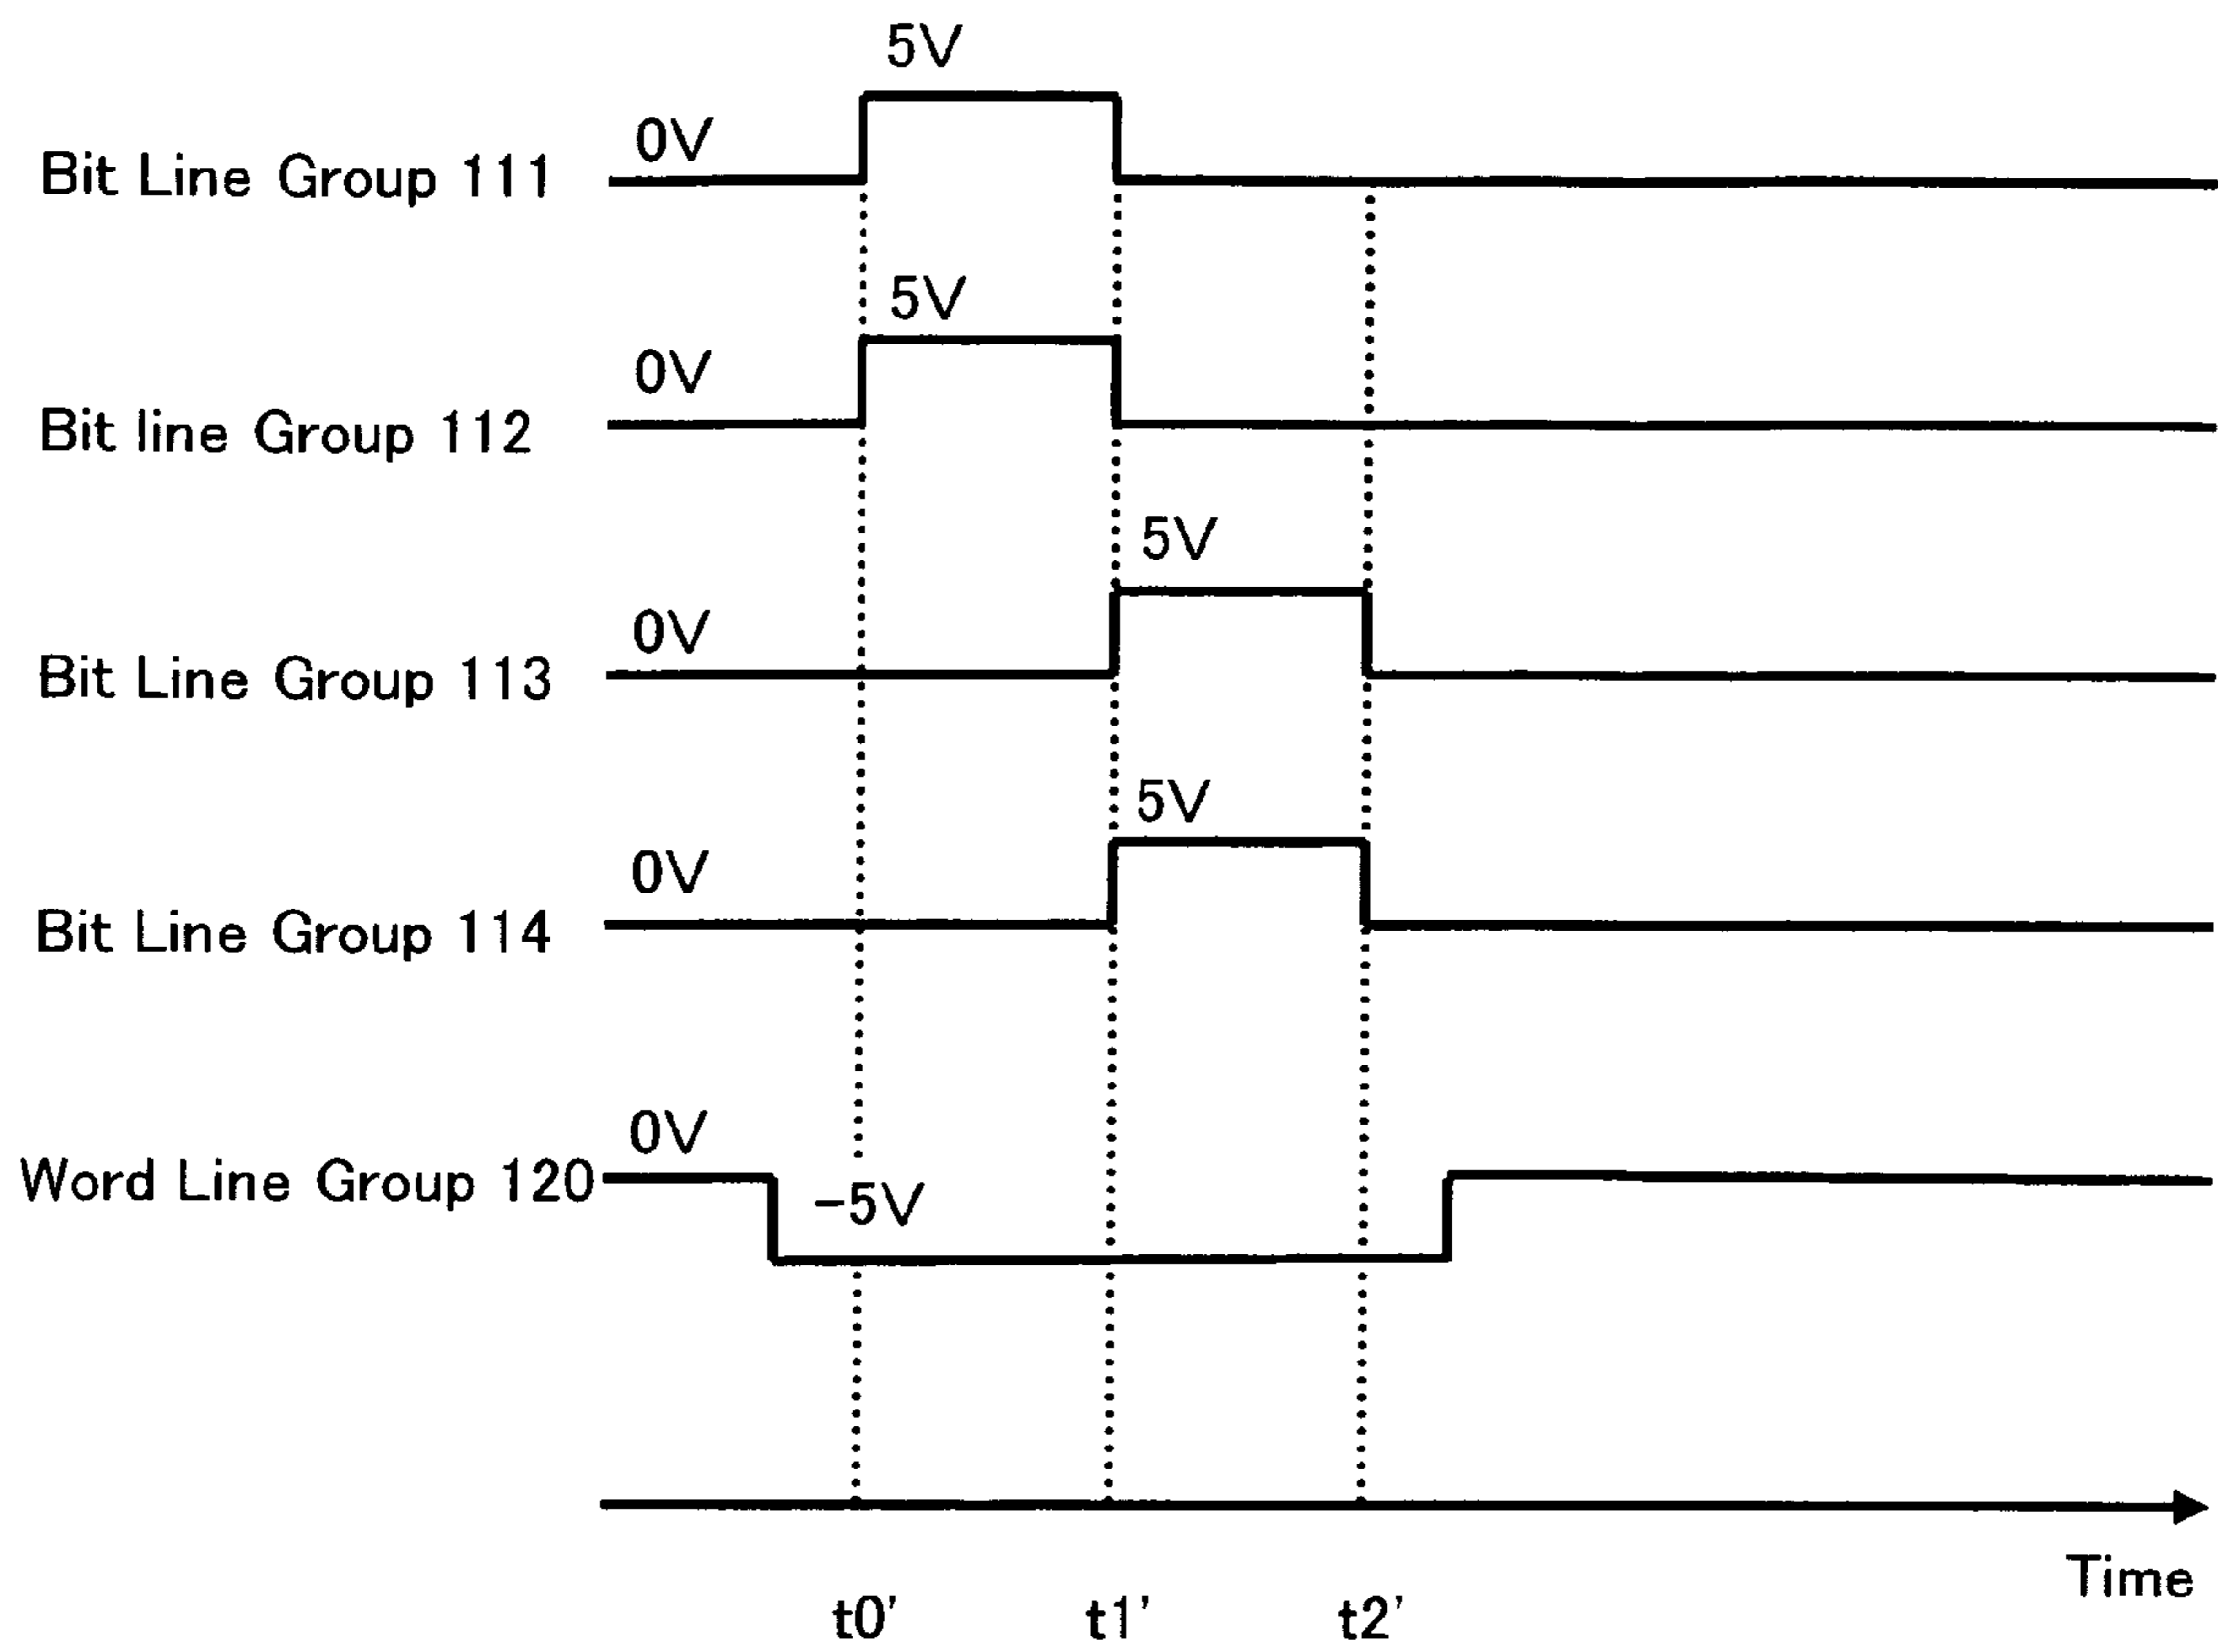 5V
0V
Bit Line Group 111
5V
0V
Bit line Group 112
5V
0V
Bit Line Group 113
5V
0V
Bit Line Group 114
0V
Word Line Group 120
-5V
Time
t0' t1' t2'